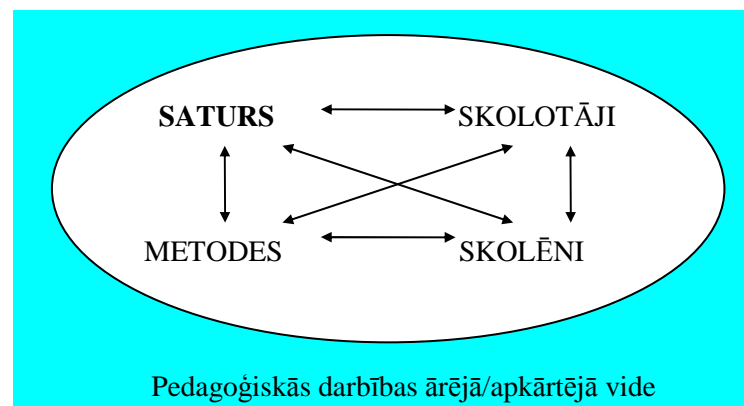 SATURS SKOLOTĀJI
METODES SKOLĒNI
Pedagoģiskās darbības ārējā/apkārtējā vide